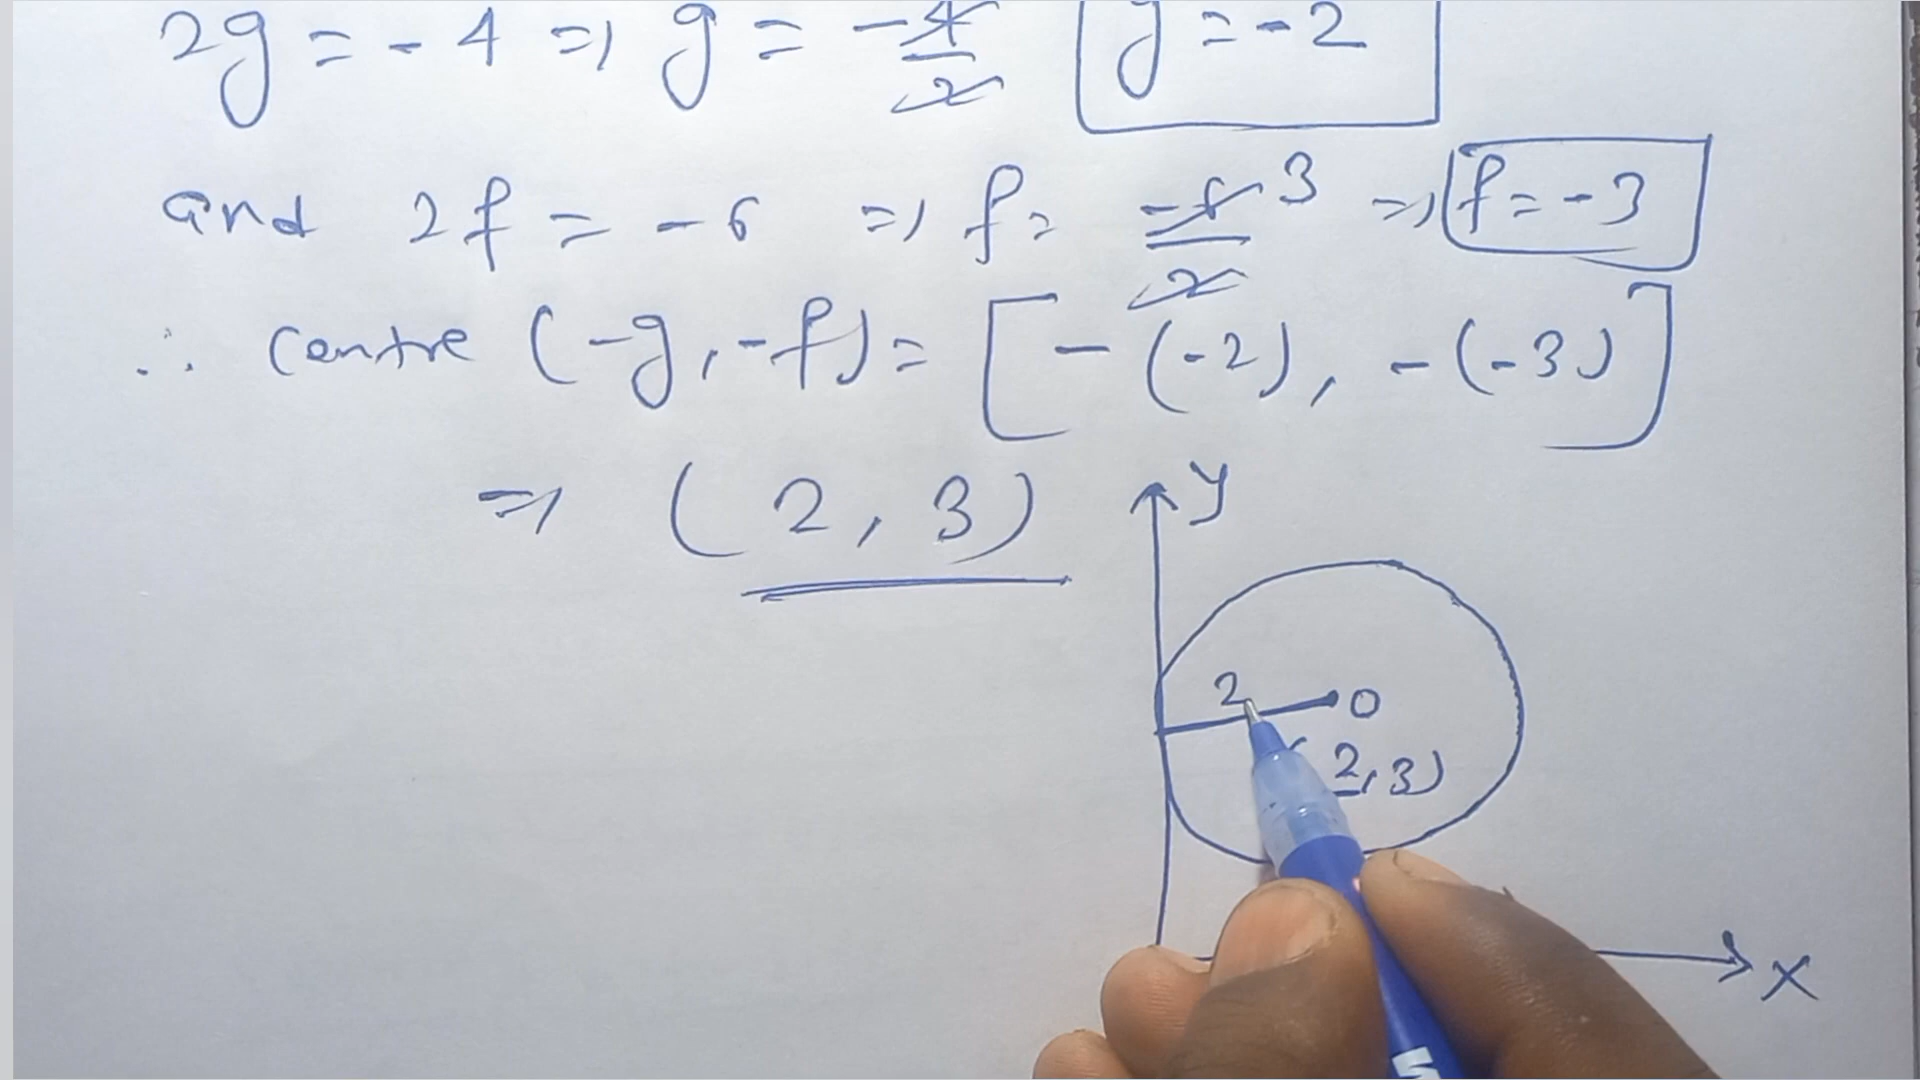 2g = -4 => g = -4/2 g = -2
and 2f = -6 => f = -6/2 3 => f = -3
∴ centre (-g, -f) = [-(-2), -(-3)]
=> (2, 3)
y
2 O
(2, 3)
x